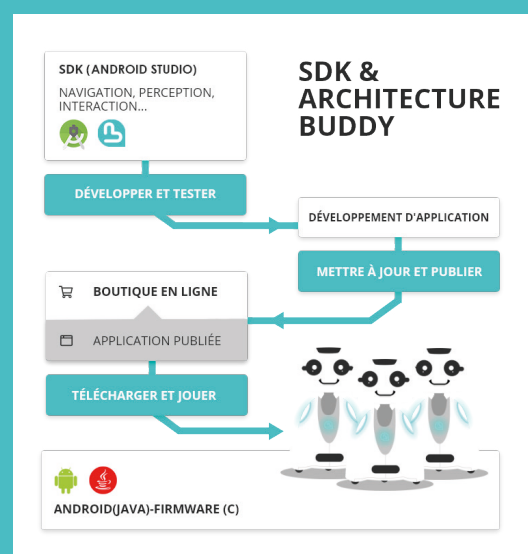 SDK (ANDROID STUDIO)
NAVIGATION, PERCEPTION,
INTERACTION...
SDK &
ARCHITECTURE
BUDDY
DÉVELOPPER ET TESTER
DÉVELOPPEMENT D'APPLICATION
METTRE À JOUR ET PUBLIER
BOUTIQUE EN LIGNE
APPLICATION PUBLIÉE
TÉLÉCHARGER ET JOUER
ANDROID(JAVA)-FIRMWARE (C)